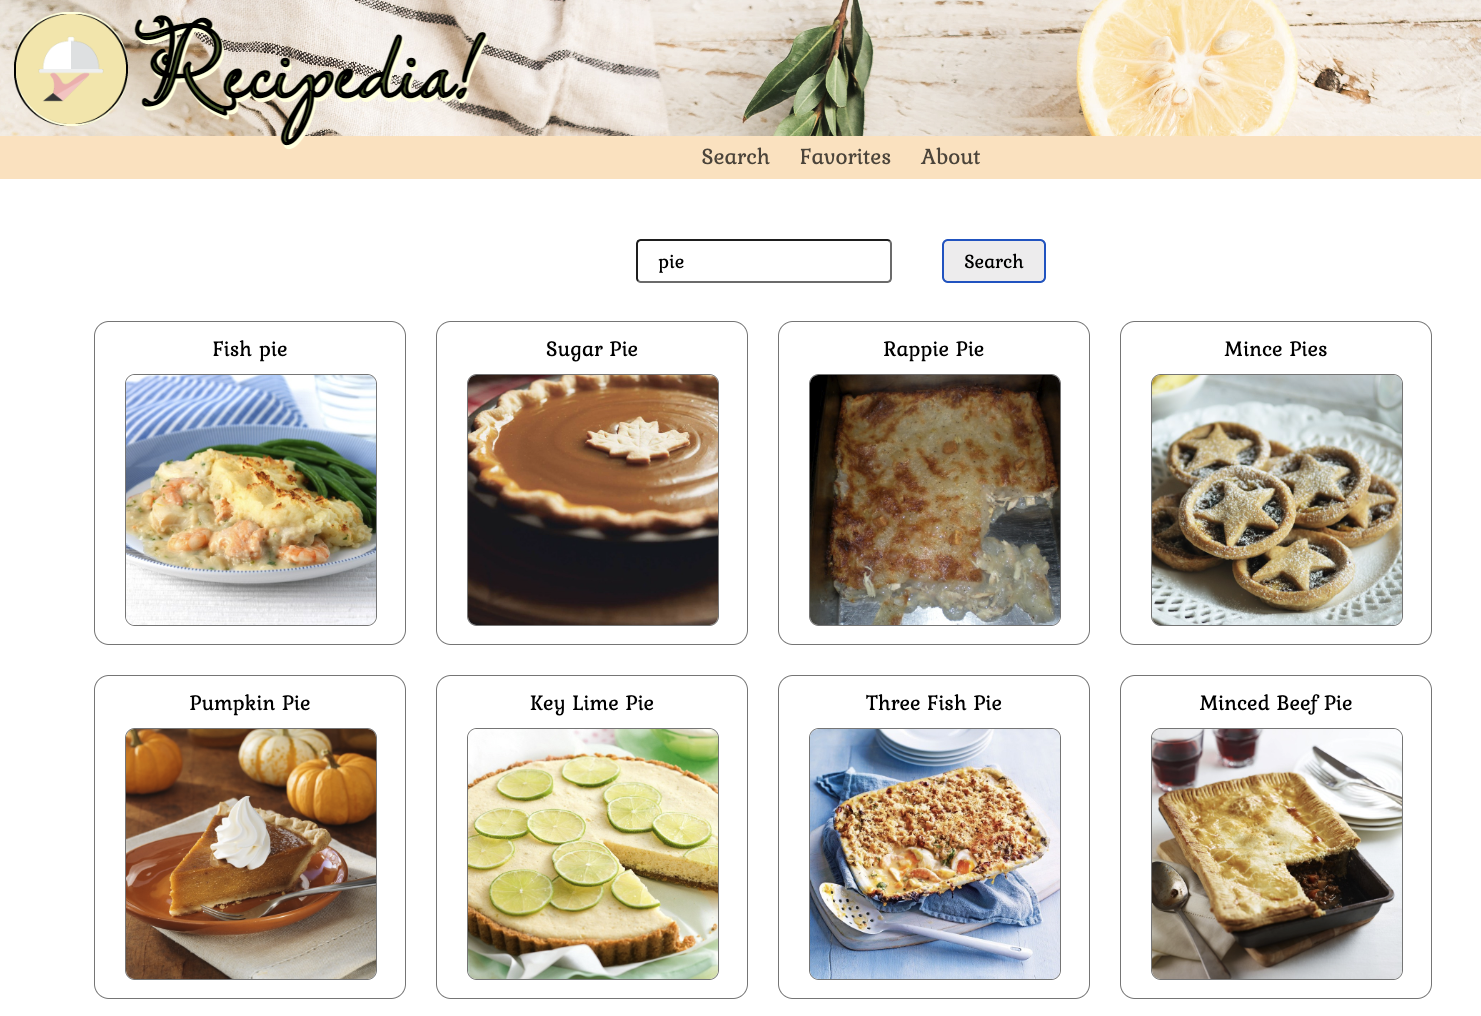 Recipedia!
Search Favorites About
pie Search
Fish pie Sugar Pie Rappie Pie Mince Pies
Pumpkin Pie Key Lime Pie Three Fish Pie Minced Beef Pie